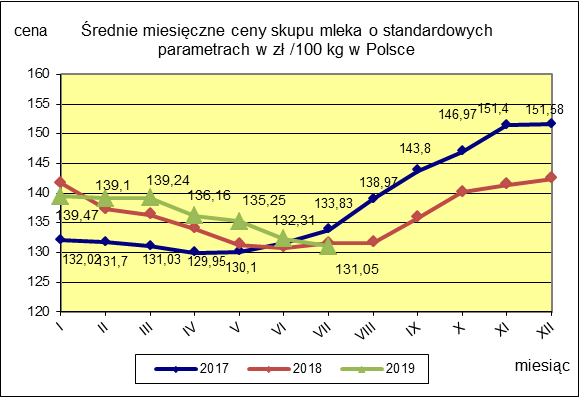 cena
Średnie miesięczne ceny skupu mleka o standardowych
parametrach w zł /100 kg w Polsce
160
155
150
145
140
135
130
125
120
151,4
151,58
146,97
143,8
139,1
139,24
138,97
136,16
135,25
133,83
139,47
132,31
132,02
131,7
131,03
129,95
130,1
131,05
I
II
III
IV
V
VI
VII
VIII
IX
X
XI
XII
miesiąc
2017
2018
2019